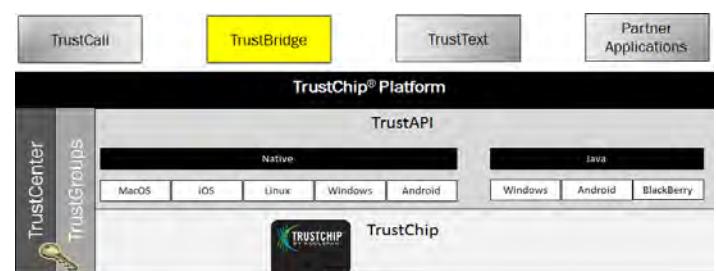 TrustCall
TrustBridge
TrustText
Partner
Applications
TrustChip® Platform
TrustCenter
TrustGroups
TrustAPI
Native
Java
MacOS iOS Linux Windows Android
Windows Android BlackBerry
TRUSTCHIP
TrustChip